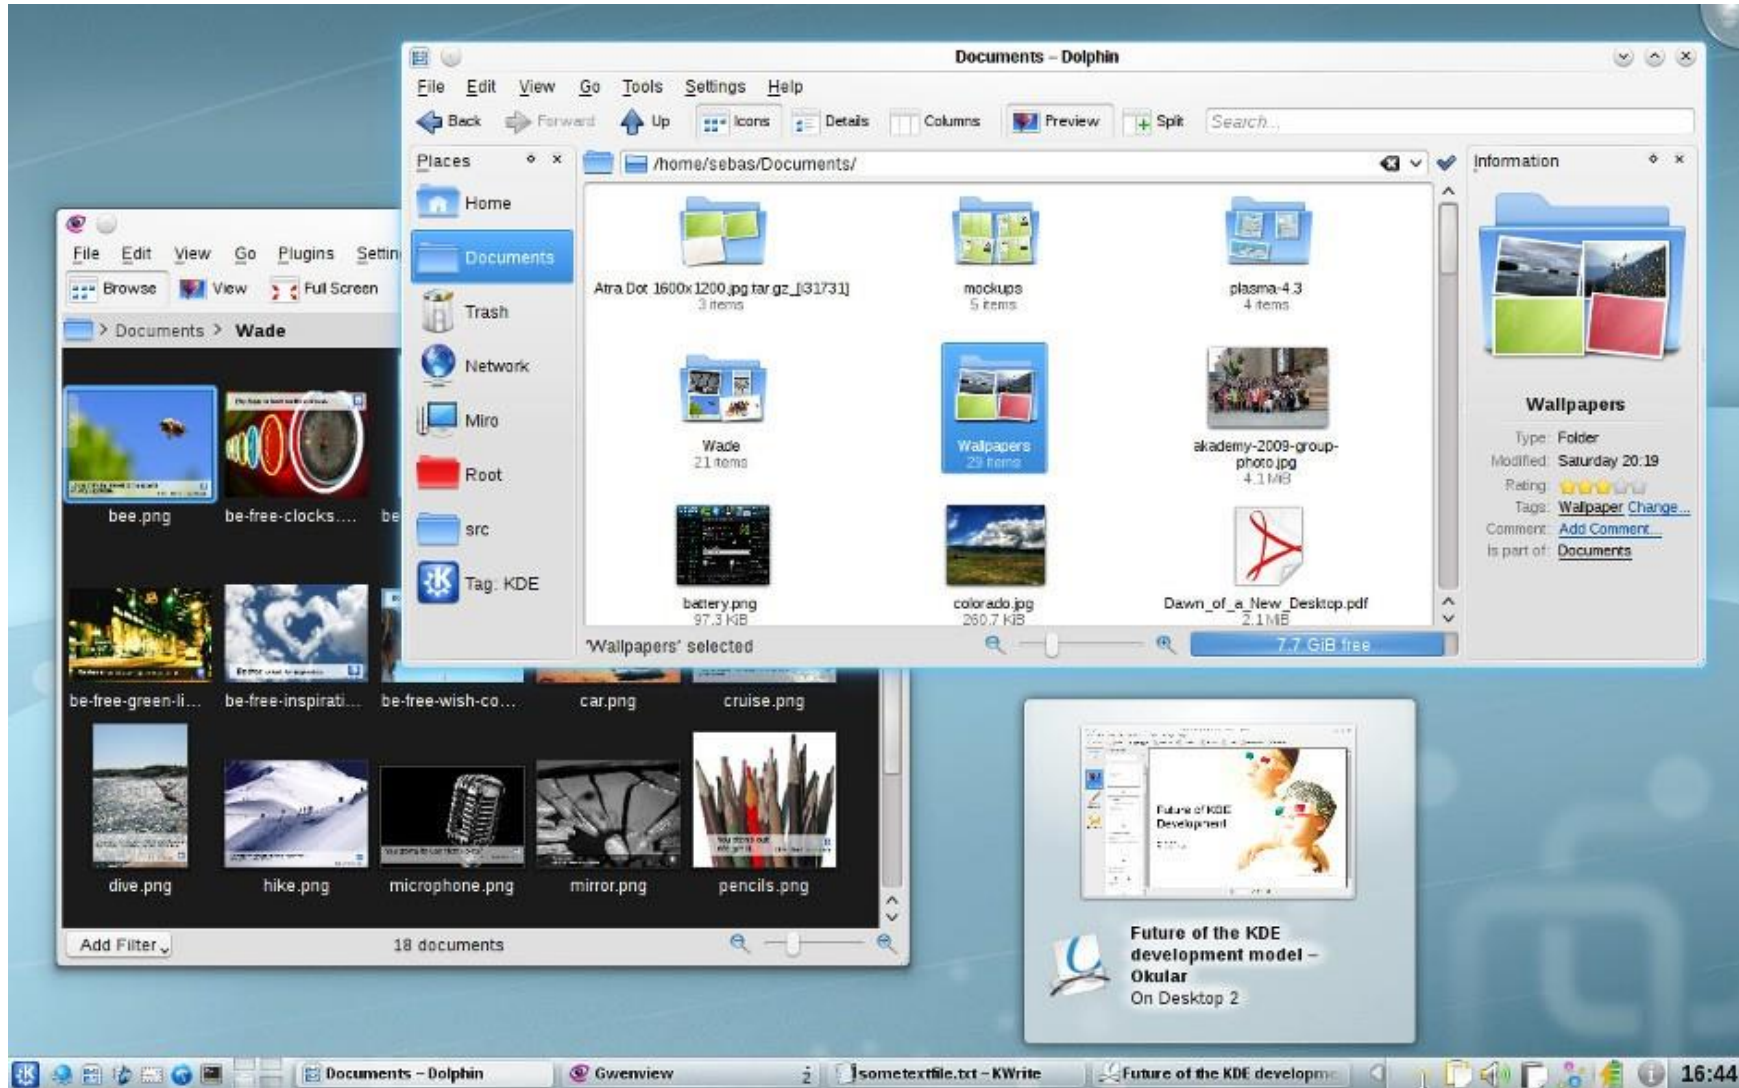 Documents – Dolphin
File Edit View Go Tools Settings Help
Back Forward Up Icons Details Columns Preview Split Search...
Places
Home
Documents
Trash
Network
Miro
Root
src
Tag: KDE
/home/sebas/Documents/
Atra Dot 1600x1200.jpg.tar.gz_[i31731]
3 items
mockups
5 items
plasma-4.3
4 items
Wade
21 items
Wallpapers
29 items
akademy-2009-group-
photo.jpg
4.1 MiB
battery.png
97.3 KiB
colorado.jpg
260.7 KiB
Dawn_of_a_New_Desktop.pdf
2.1 MiB
'Wallpapers' selected
7.7 GiB free
Information
Wallpapers
Type: Folder
Modified: Saturday 20:19
Rating:
Tags: Wallpaper Change...
Comment: Add Comment...
Is part of: Documents
File Edit View Go Plugins Settin
Browse View Full Screen
> Documents > Wade
bee.png
be-free-clocks....
be
be-free-green-li...
be-free-inspirati...
be-free-wish-co...
car.png
cruise.png
dive.png
hike.png
microphone.png
mirror.png
pencils.png
Add Filter
18 documents
Future of KDE
Development
Future of the KDE
development model –
Okular
On Desktop 2
Documents – Dolphin
Gwenview
2
sometextfile.txt – KWrite
Future of the KDE developme
16:44